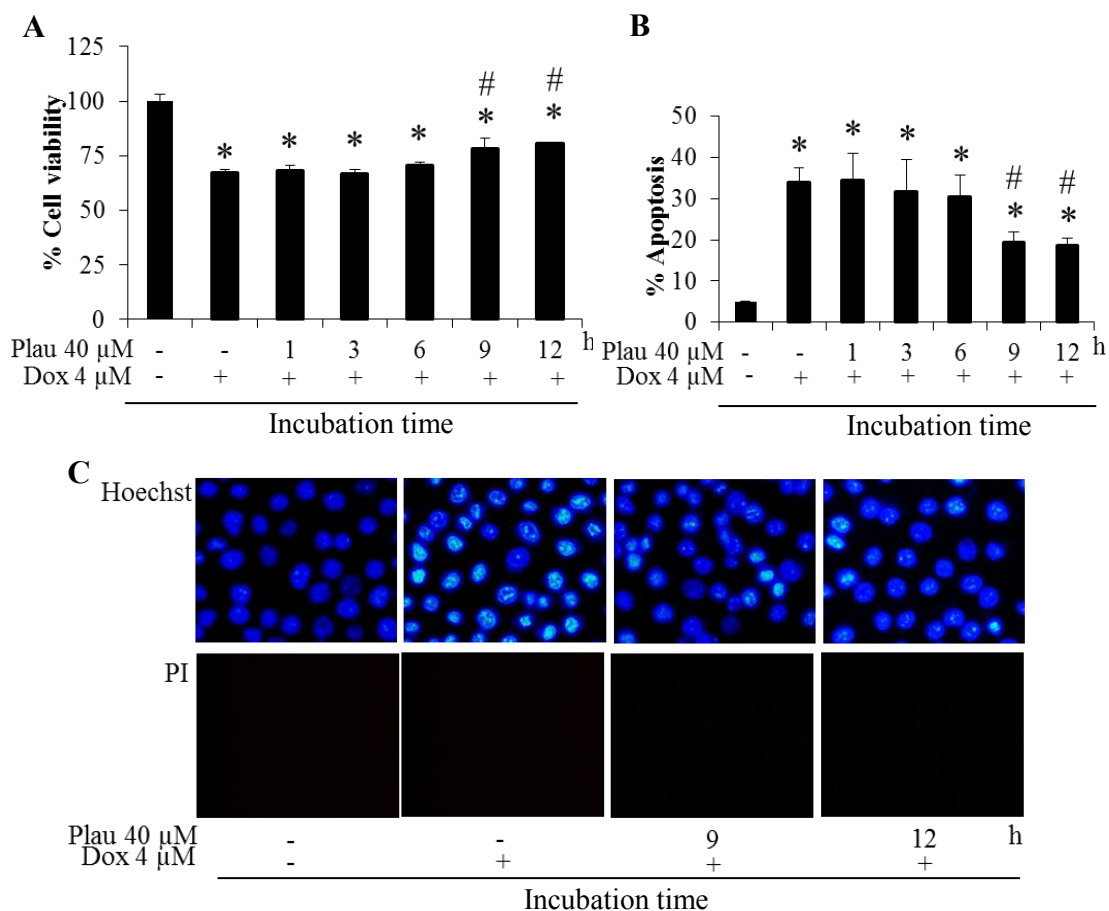 A
B
% Cell viability
125
100
75
50
25
0
*
*
*
*
#
*
#
*
Plau 40 µM - - 1 3 6 9 12 h
Dox 4 µM - + + + + + +
Incubation time
% Apoptosis
50
40
30
20
10
0
*
*
*
*
#
*
#
*
Plau 40 µM - - 1 3 6 9 12 h
Dox 4 µM - + + + + + +
Incubation time
C
Hoechst
PI
Plau 40 µM - - 9 12 h
Dox 4 µM - + + +
Incubation time